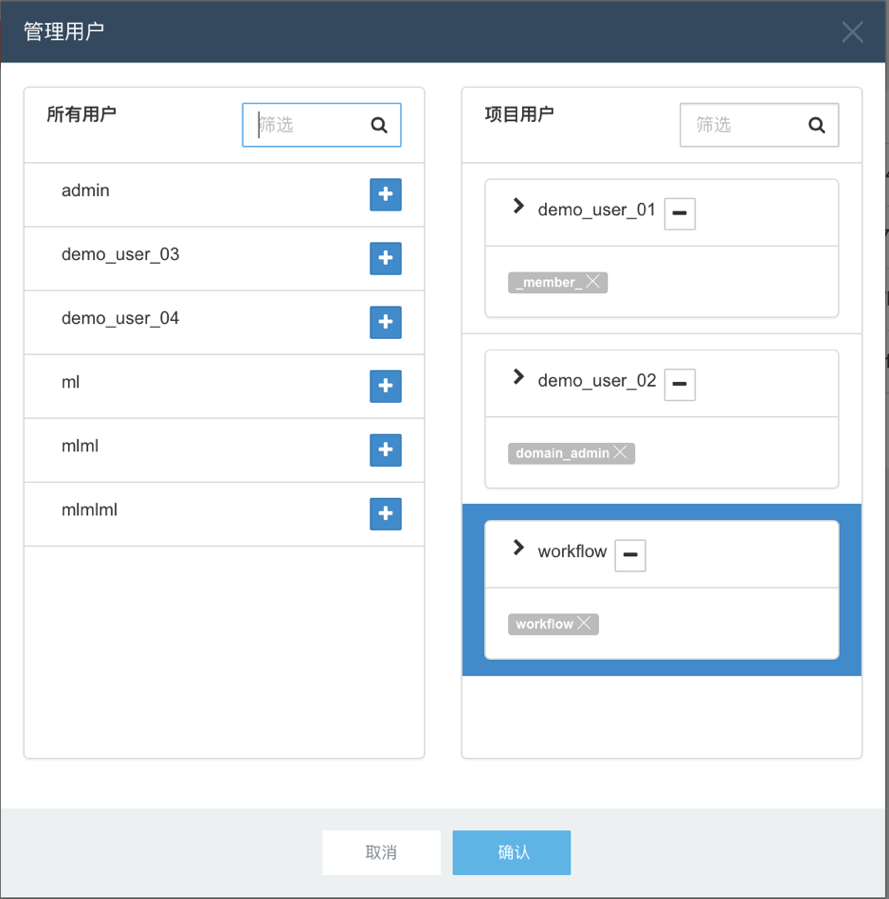 管理用户
所有用户
筛选
admin
demo_user_03
demo_user_04
ml
mlml
mlmlml
项目用户
筛选
demo_user_01
_member_
demo_user_02
domain_admin
workflow
workflow
取消
确认